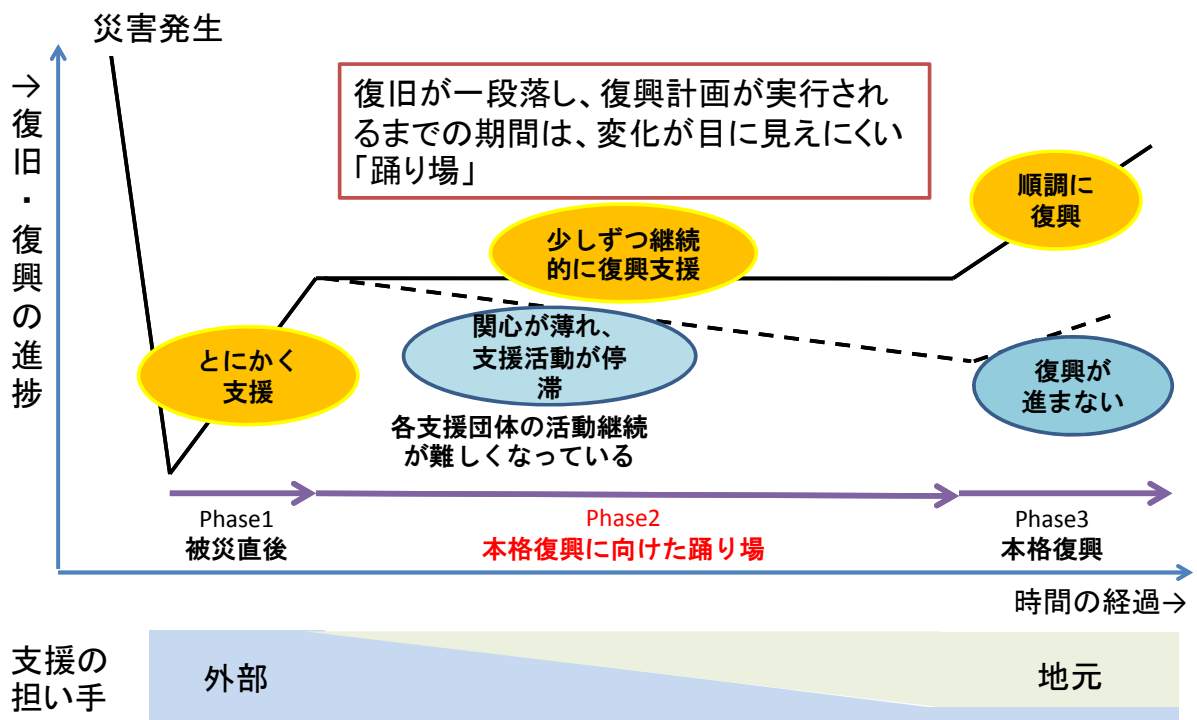 災害発生
→復旧・復興の進捗
復旧が一段落し、復興計画が実行され
るまでの期間は、変化が目に見えにくい
「踊り場」
順調に
復興
少しずつ継続
的に復興支援
とにかく
支援
関心が薄れ、
支援活動が停
滞
復興が
進まない
各支援団体の活動継続
が難しくなっている
Phase1
被災直後
Phase2
本格復興に向けた踊り場
Phase3
本格復興
時間の経過→
支援の
担い手
外部
地元